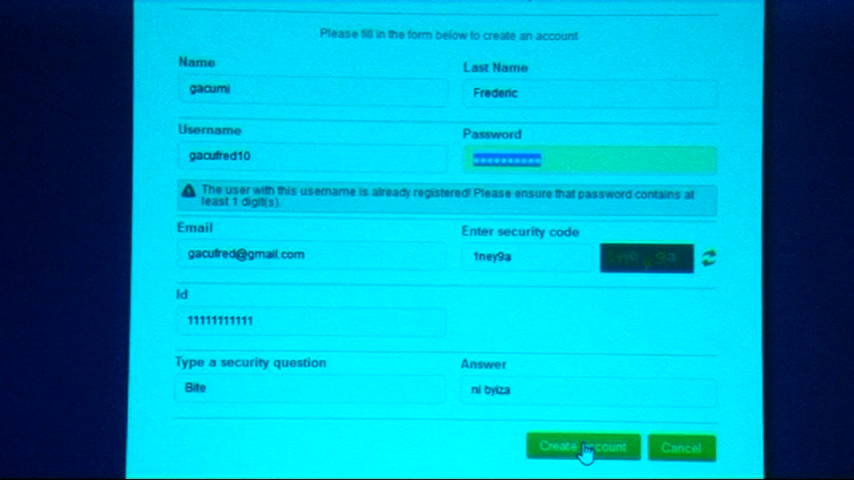 Please fill in the form below to create an account
Name
Last Name
gacumi
Frederic
Username
Password
gacufred10
The user with this username is already registered! Please ensure that password contains at
least 1 digit(s).
Email
Enter security code
gacufred@gmail.com
1ney9a
Id
11111111111
Type a security question
Answer
Bite
ni byiza
Create account
Cancel